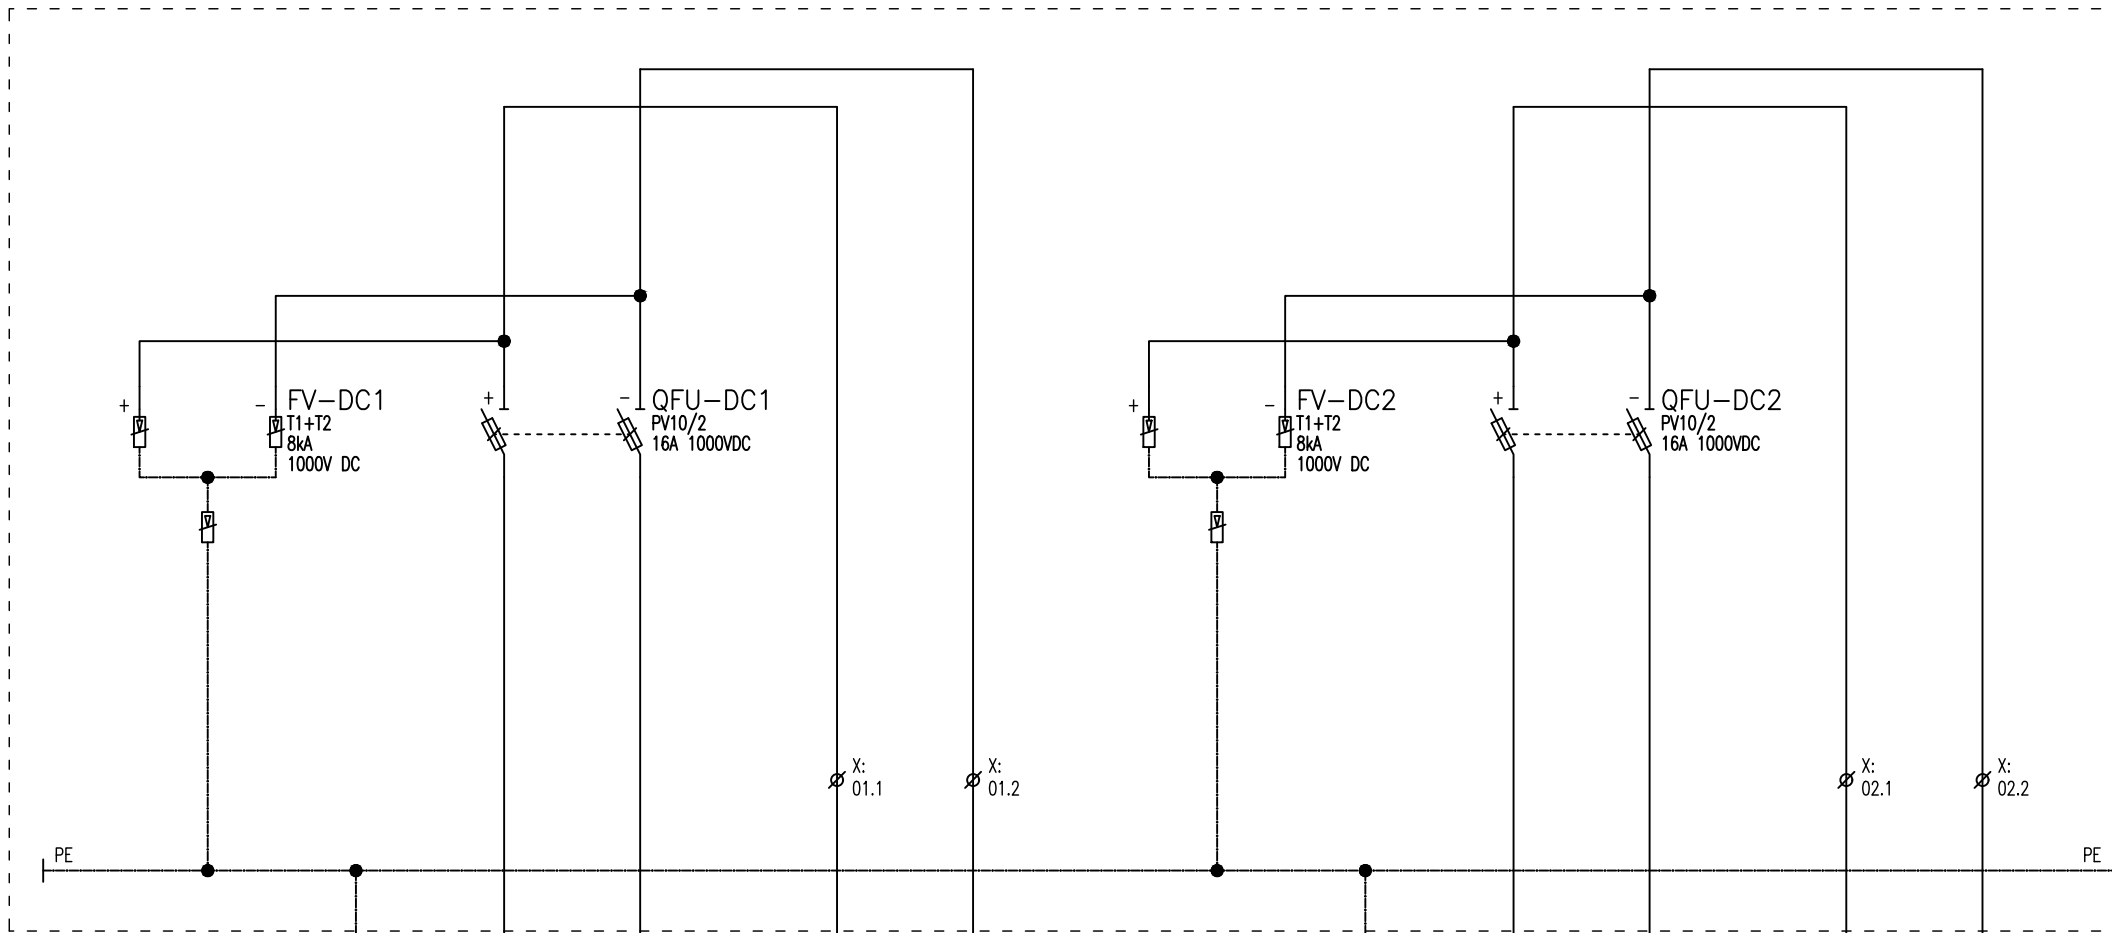 +
-
FV-DC1
T1+T2
8kA
1000V DC
+
-
QFU-DC1
PV10/2
16A 1000VDC
+
-
FV-DC2
T1+T2
8kA
1000V DC
+
-
QFU-DC2
PV10/2
16A 1000VDC
X:
01.1
X:
01.2
X:
02.1
X:
02.2
PE
PE